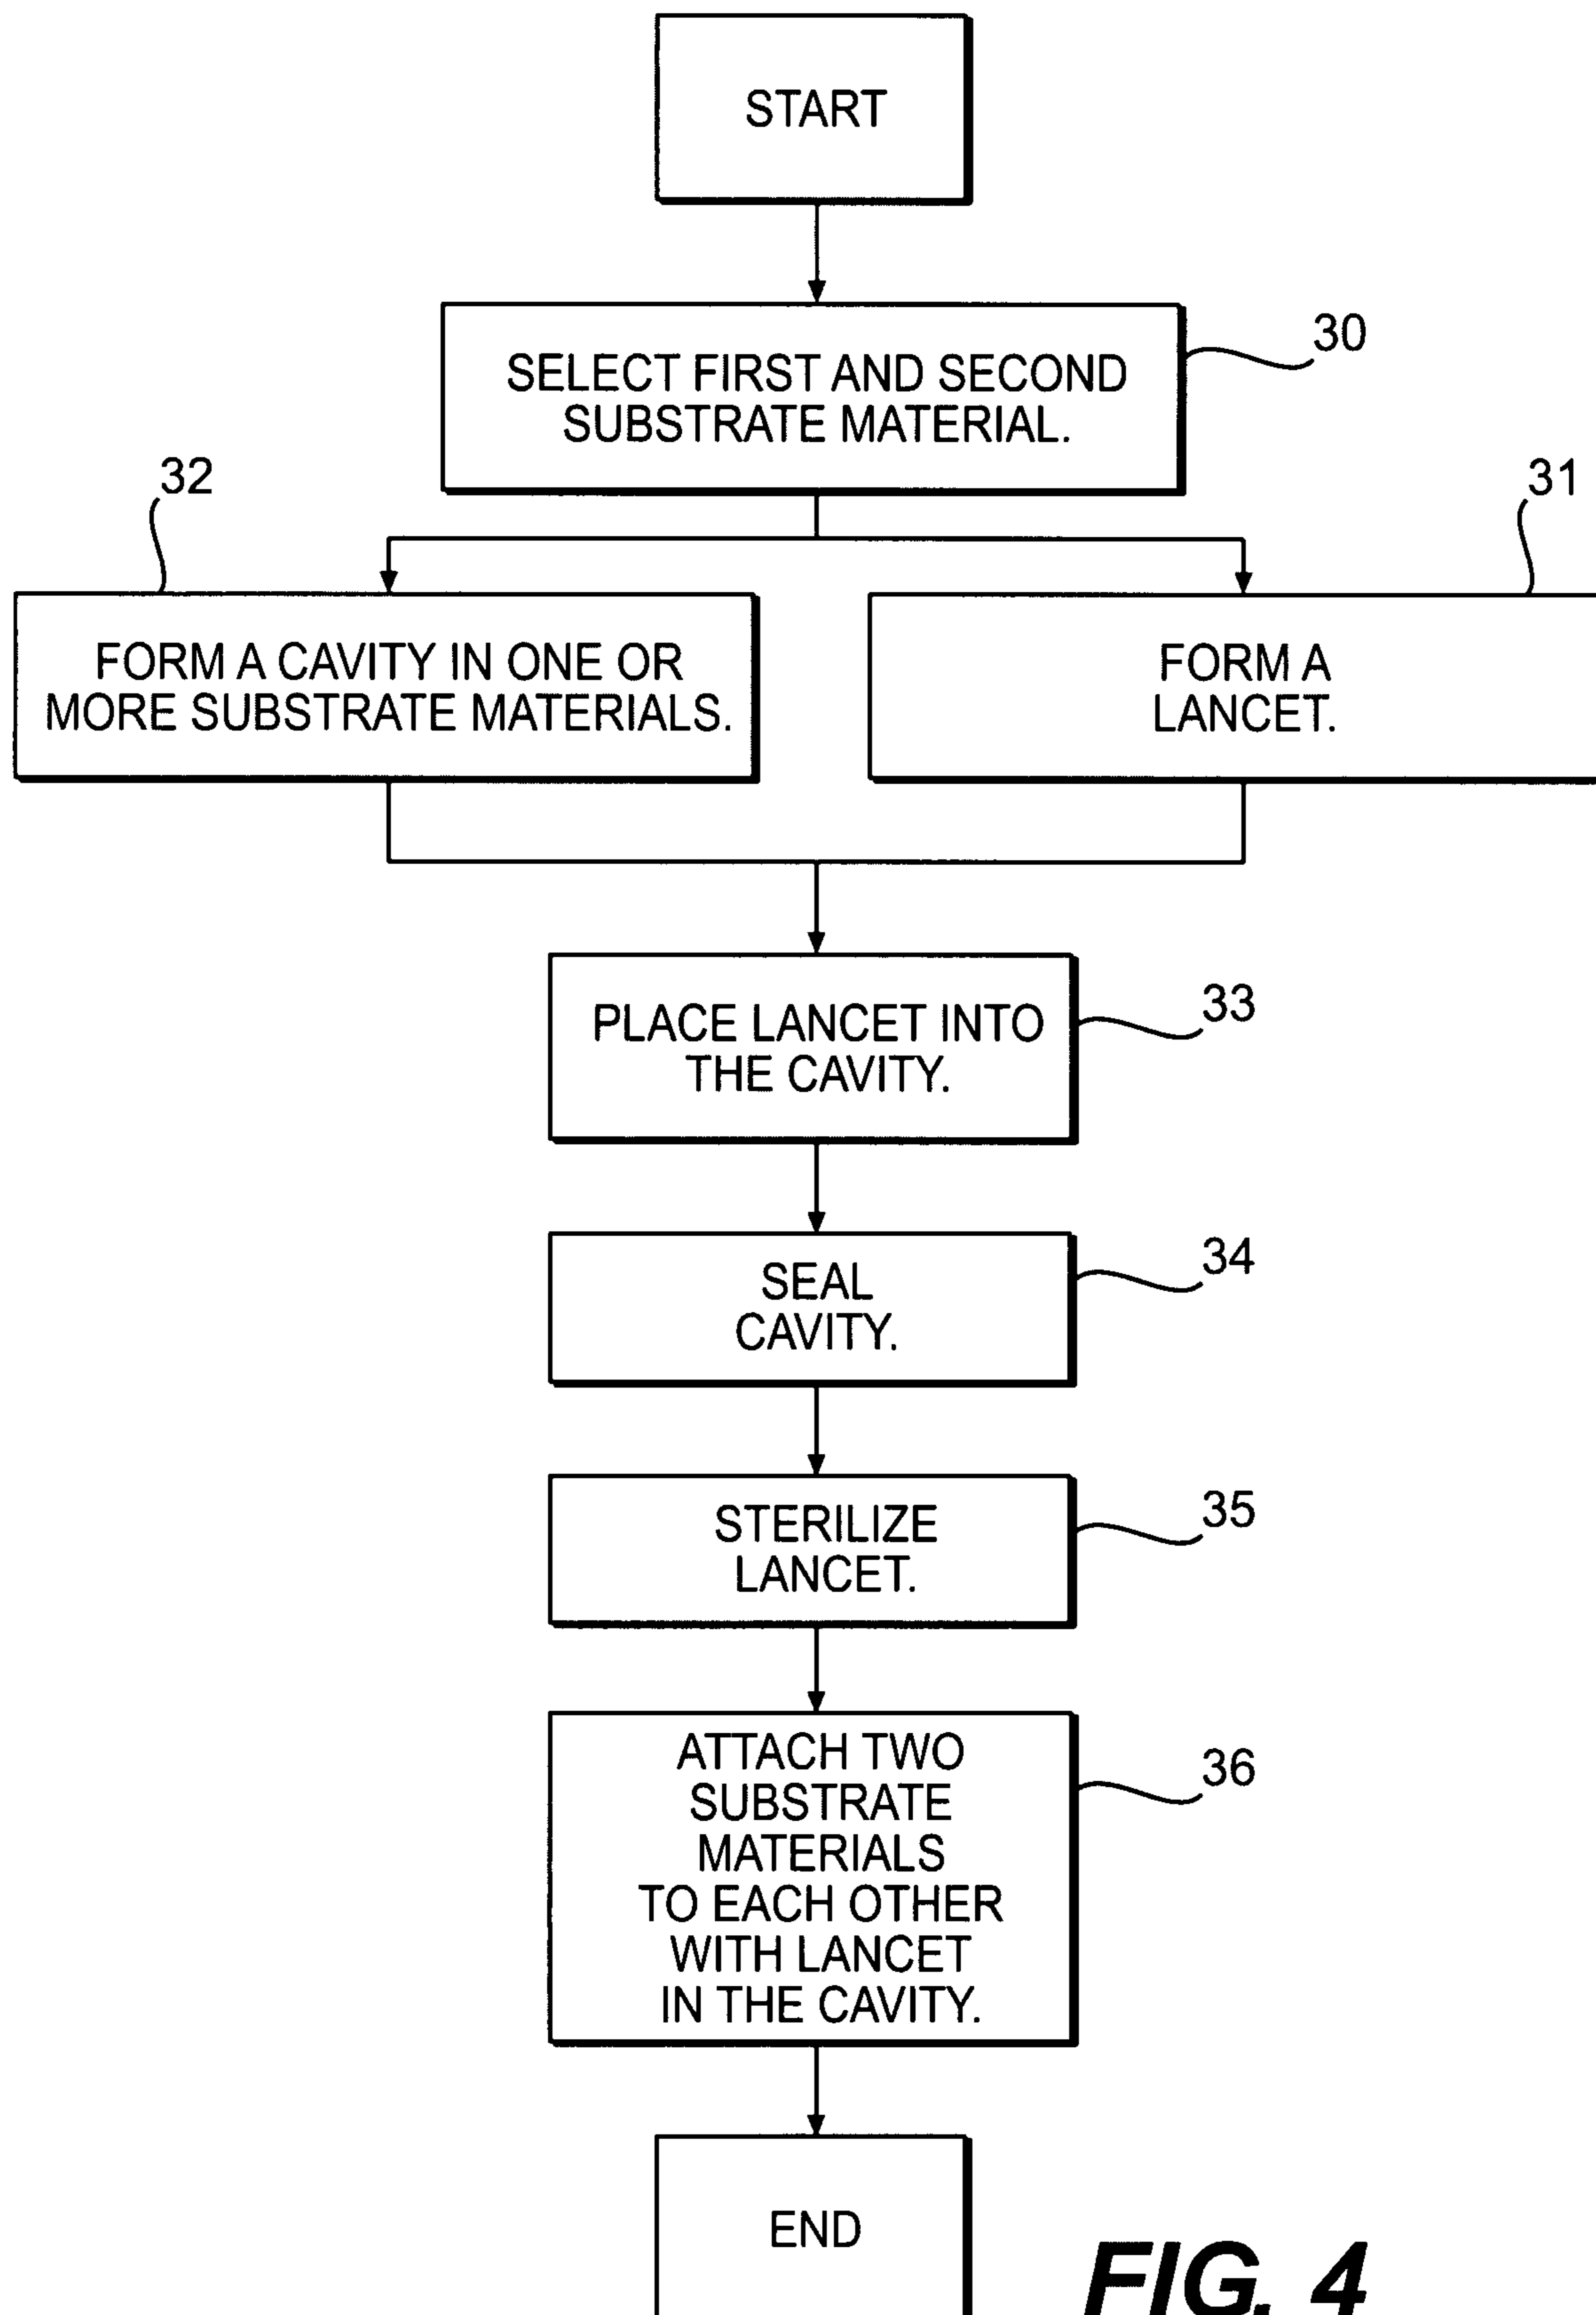 START
SELECT FIRST AND SECOND
SUBSTRATE MATERIAL.
30
32
31
FORM A CAVITY IN ONE OR
MORE SUBSTRATE MATERIALS.
FORM A
LANCET.
PLACE LANCET INTO
THE CAVITY.
33
SEAL
CAVITY.
34
STERILIZE
LANCET.
35
ATTACH TWO
SUBSTRATE
MATERIALS
TO EACH OTHER
WITH LANCET
IN THE CAVITY.
36
END
FIG. 4